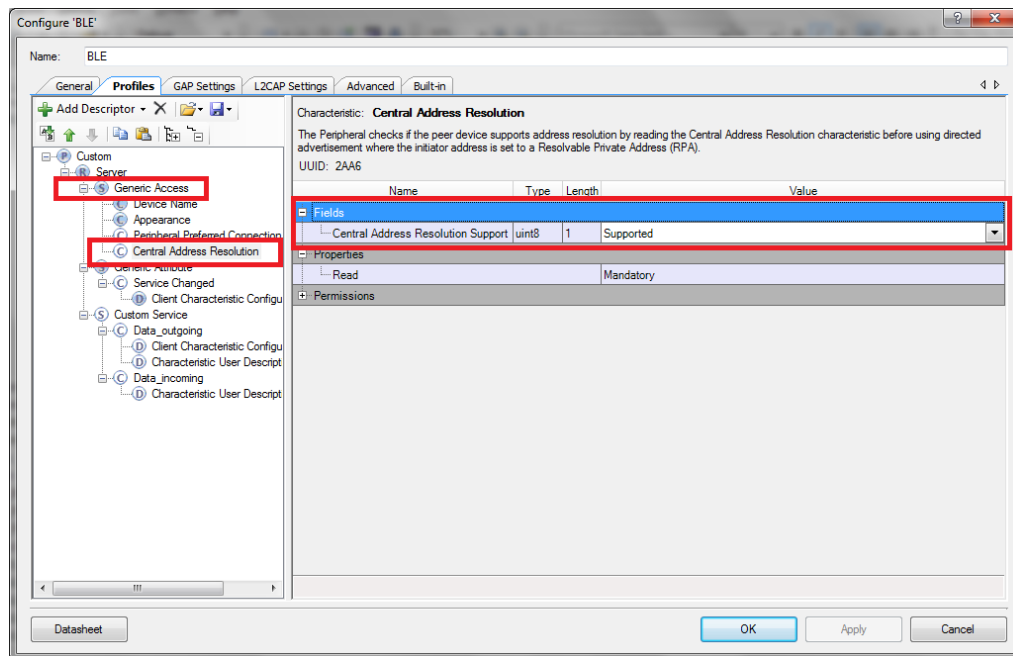 Configure 'BLE'
Name: BLE
General Profiles GAP Settings L2CAP Settings Advanced Built-in
Add Descriptor
Custom
Server
Generic Access
Device Name
Appearance
Peripheral Preferred Connection
Central Address Resolution
Generic Attribute
Service Changed
Client Characteristic Configu
Custom Service
Data_outgoing
Client Characteristic Configu
Characteristic User Descript
Data_incoming
Characteristic User Descript
Characteristic: Central Address Resolution
The Peripheral checks if the peer device supports address resolution by reading the Central Address Resolution characteristic before using directed
advertisement where the initiator address is set to a Resolvable Private Address (RPA).
UUID: 2AA6
Name Type Length Value
Fields
Central Address Resolution Support uint8 1 Supported
Properties
Read Mandatory
Permissions
Datasheet OK Apply Cancel